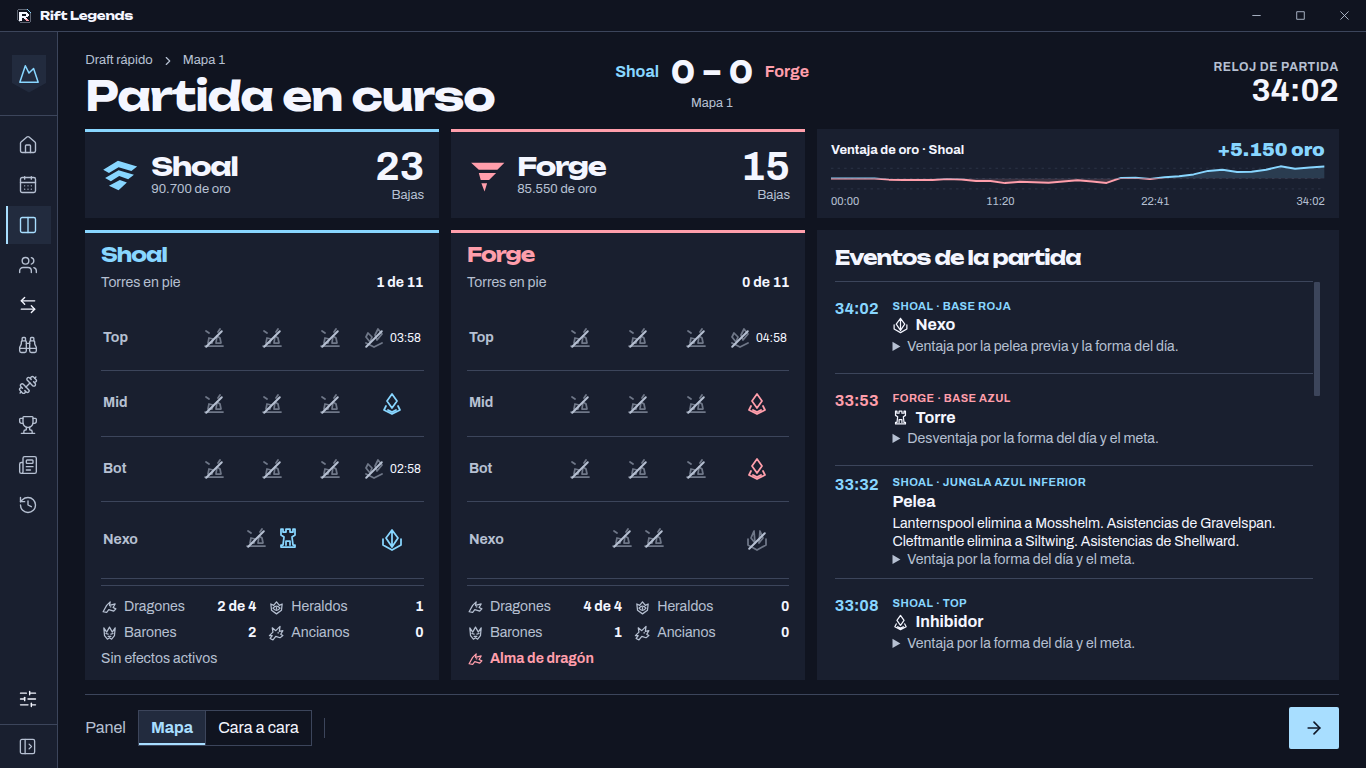 Rift Legends
Draft rápido > Mapa 1
Partida en curso
Shoal 0 – 0 Forge
Mapa 1
RELOJ DE PARTIDA
34:02
Shoal
90.700 de oro
23
Bajas
Forge
85.550 de oro
15
Bajas
Ventaja de oro · Shoal
+5.150 oro
00:00 11:20 22:41 34:02
Shoal
Torres en pie 1 de 11
Top 03:58
Mid
Bot 02:58
Nexo
Dragones 2 de 4 Heraldos 1
Barones 2 Ancianos 0
Sin efectos activos
Forge
Torres en pie 0 de 11
Top 04:58
Mid
Bot
Nexo
Dragones 4 de 4 Heraldos 0
Barones 1 Ancianos 0
Alma de dragón
Eventos de la partida
34:02 SHOAL · BASE ROJA
Nexo
Ventaja por la pelea previa y la forma del día.
33:53 FORGE · BASE AZUL
Torre
Desventaja por la forma del día y el meta.
33:32 SHOAL · JUNGLA AZUL INFERIOR
Pelea
Lanternspool elimina a Mosshelm. Asistencias de Gravelspan.
Cleftmantle elimina a Siltwing. Asistencias de Shellward.
Ventaja por la forma del día y el meta.
33:08 SHOAL · TOP
Inhibidor
Ventaja por la forma del día y el meta.
Panel Mapa Cara a cara